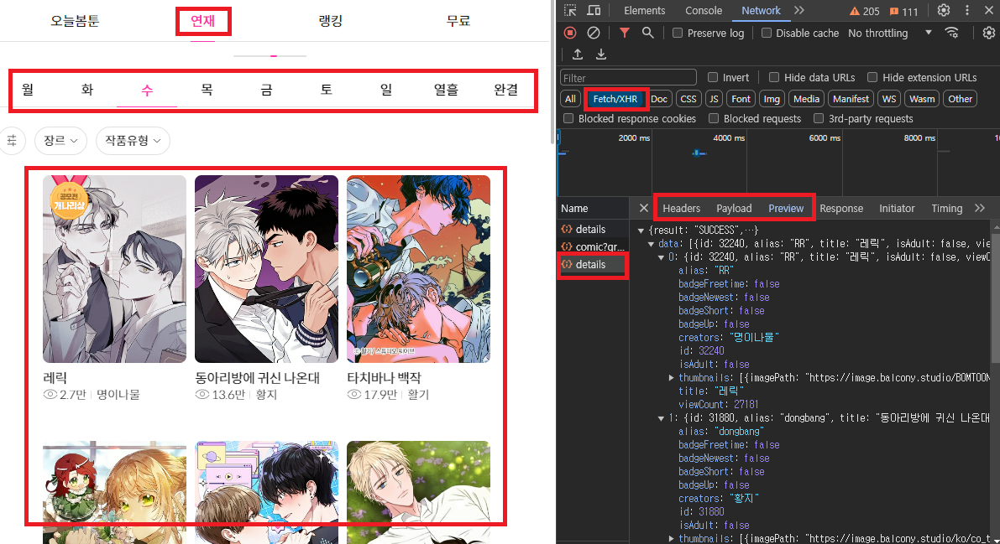 오늘봄툰 연재 랭킹 무료
월 화 수 목 금 토 일 열흘 완결
장르 작품유형
공모전
개나리상
레릭
2.7만 명이나물
동아리방에 귀신 나온대
13.6만 황지
타치바나 백작
17.9만 활기
Elements Console Network 205 111
Preserve log Disable cache No throttling
Filter Invert Hide data URLs Hide extension URLs
All Fetch/XHR Doc CSS JS Font Img Media Manifest WS Wasm Other
Blocked response cookies Blocked requests 3rd-party requests
2000 ms 4000 ms 6000 ms 8000 ms
Name Headers Payload Preview Response Initiator Timing
details
comic?gr...
details
{result: "SUCCESS",…}
data: [{id: 32240, alias: "RR", title: "레릭", isAdult: false, vie
0: {id: 32240, alias: "RR", title: "레릭", isAdult: false, viewC
alias: "RR"
badgeFreetime: false
badgeNewest: false
badgeShort: false
badgeUp: false
creators: "명이나물"
id: 32240
isAdult: false
thumbnails: [{imagePath: "https://image.balcony.studio/BOMTOON
title: "레릭"
viewCount: 27181
1: {id: 31880, alias: "dongbang", title: "동아리방에 귀신 나온대
alias: "dongbang"
badgeFreetime: false
badgeNewest: false
badgeShort: false
badgeUp: false
creators: "황지"
id: 31880
isAdult: false
thumbnails: [{imagePath: "https://image.balcony.studio/ko/co_t